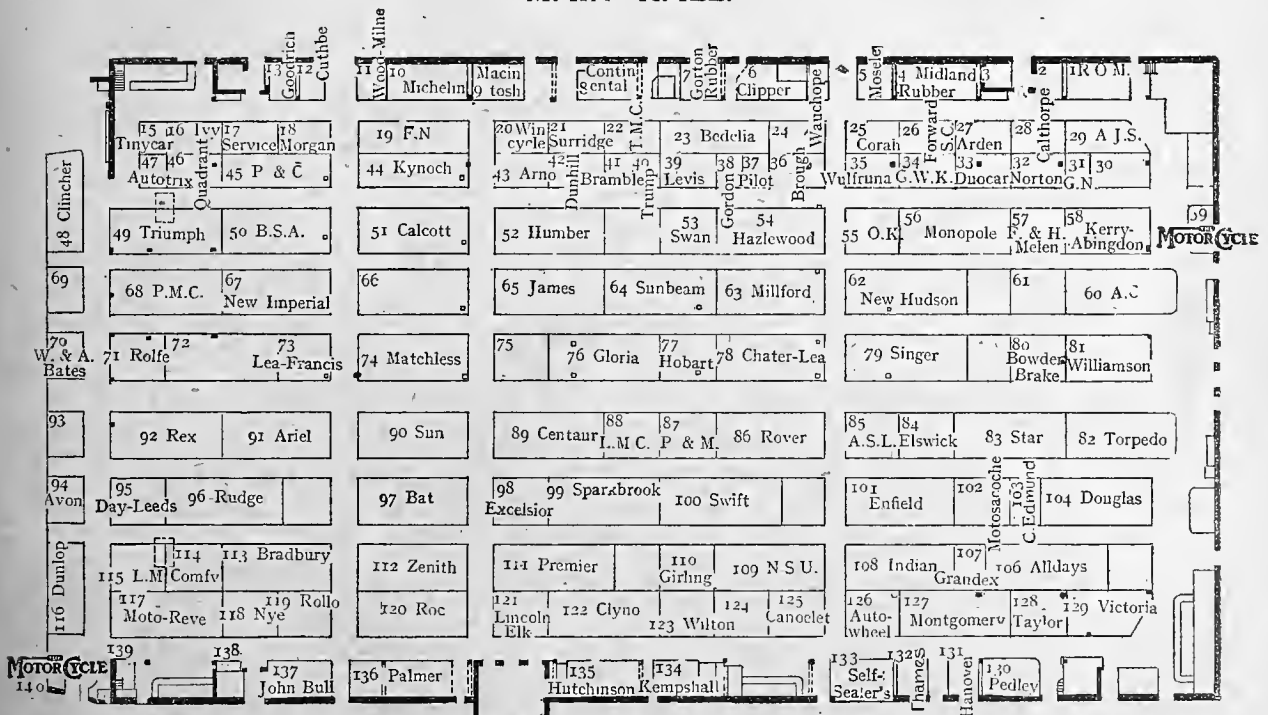 13 Goodrich
12 Cuthbe
11 Wood-Milne
10 Michelin
9 Macin
tosh
8 Contin
ental
7 Gorton
Rubber
6 Clipper
5 Moseley
4 Midland
Rubber
3
2 Calthorpe
1 R O M.
15 Tinycar
16 Ivy
17 Service
18 Morgan
19 F.N
20 Win
cycle
21 Surridge
22 T.M.C.
23 Bedelia
24 Wauchope
25 Corah
26 Forward
S.C.
27 Arden
28
29 A J.S.
47 Autotrix
46 Quadrant
45 P & C
44 Kynoch
43 Arno
42 Dunhill
41 Bramble
40 Trump
39 Levis
38 Gordon
37 Pilot
36 Brough
35 Wulfruna
34 G.W.K.
33 Duocar
32 Norton
31 G.N.
30
48 Clincher
49 Triumph
50 B.S.A.
51 Calcott
52 Humber
53 Swan
54 Hazlewood
55 O.K
56 Monopole
57 F. & H.
Melen
58 Kerry-
Abingdon
59
MOTOR CYCLE
69
68 P.M.C.
67 New Imperial
66
65 James
64 Sunbeam
63 Millford
62 New Hudson
61
60 A.C
70 W. & A.
Bates
71 Rolfe
72
73 Lea-Francis
74 Matchless
75
76 Gloria
77 Hobart
78 Chater-Lea
79 Singer
80 Bowden
Brake
81 Williamson
93
92 Rex
91 Ariel
90 Sun
89 Centaur
88 L.M C.
87 P & M.
86 Rover
85 A.S.L.
84 Elswick
83 Star
82 Torpedo
94 Avon
95 Day-Leeds
96 Rudge
97 Bat
98 Excelsior
99 Sparkbrook
100 Swift
101 Enfield
102 Motosacoche
103 C.Edmund
104 Douglas
116 Dunlop
115 L.M
114 Comfy
113 Bradbury
112 Zenith
111 Premier
110 Girling
109 N S U.
108 Indian
107 Grandex
106 Alldays
117 Moto-Reve
118 Nye
119 Rollo
120 Roc
121 Lincoln
Elk
122 Clyno
123 Wilton
124
125 Canoelet
126 Auto-
wheel
127 Montgomery
128 Taylor
129 Victoria
MOTOR CYCLE
140
139
138
137 John Bull
136 Palmer
135 Hutchinson
134 Kempshall
133 Self-
Sealer's
132 Thames
131 Hanover
130 Pedley